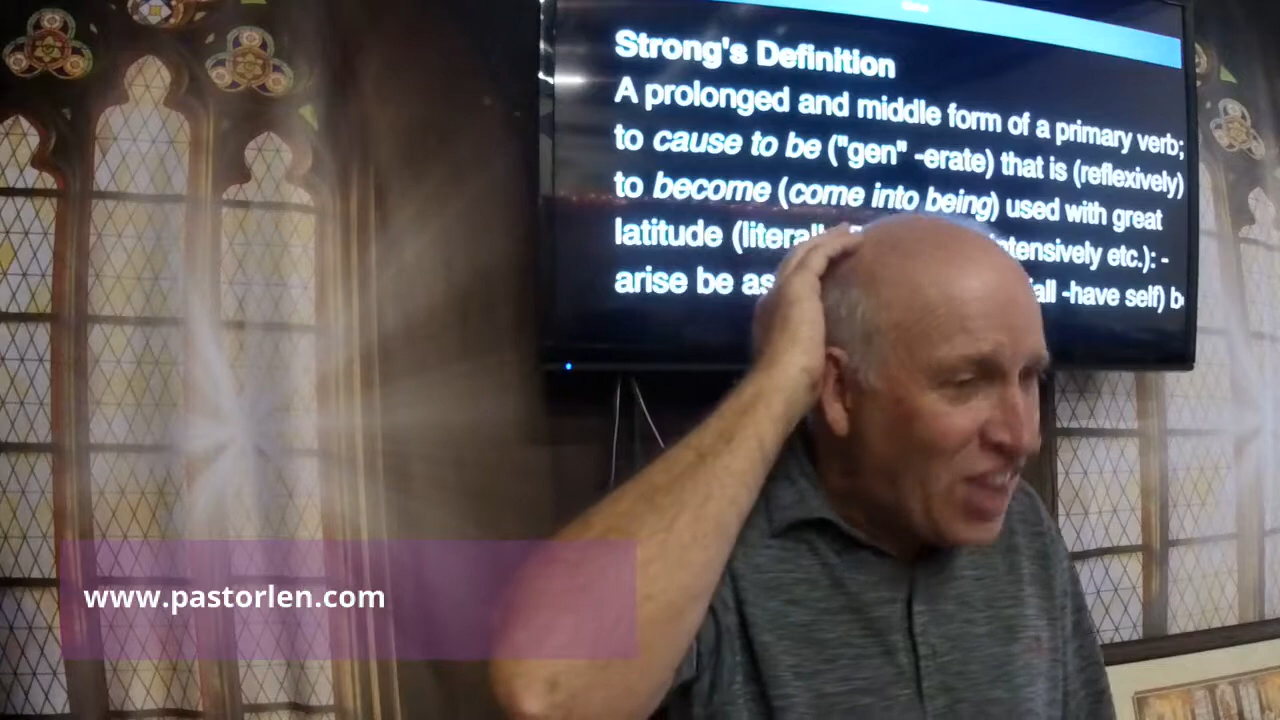 Strong's Definition
A prolonged and middle form of a primary verb;
to cause to be ("gen" -erate) that is (reflexively)
to become (come into being) used with great
latitude (literal intensively etc.): -
arise be as all -have self) b
www.pastorlen.com